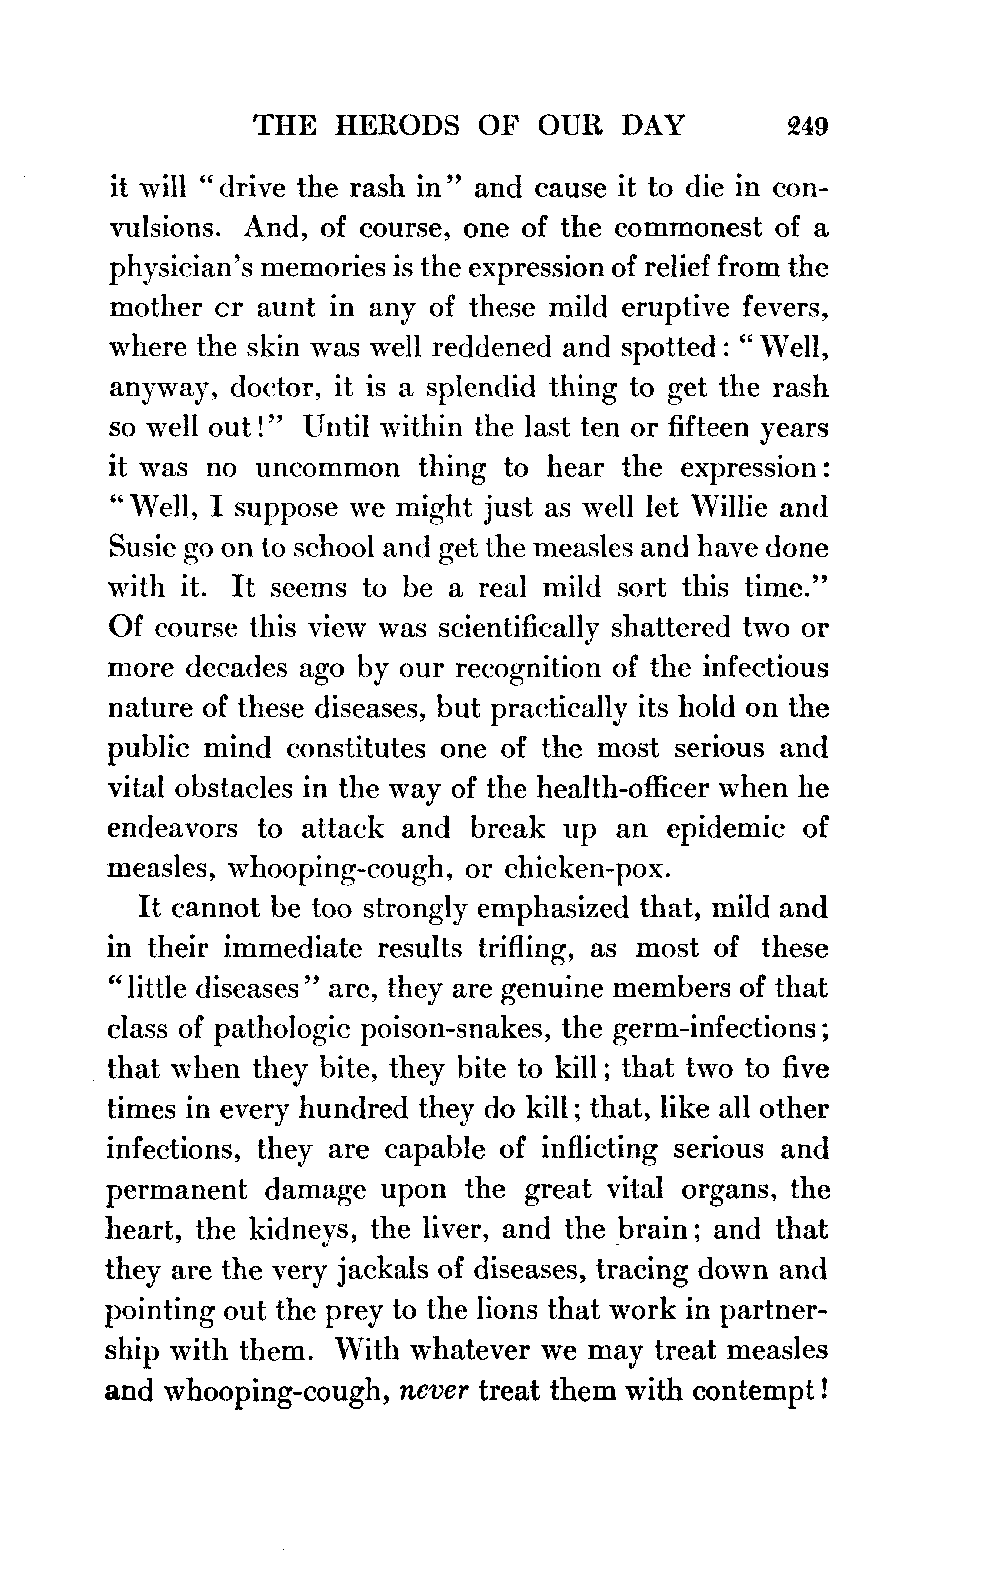 THE HERODS OF OUR DAY 249
it will “drive the rash in” and cause it to die in con-
vulsions. And, of course, one of the commonest of a
physician’s memories is the expression of relief from the
mother cr aunt in any of these mild eruptive fevers,
where the skin was well reddened and spotted: “Well,
anyway, doctor, it is a splendid thing to get the rash
so well out!” Until within the last ten or fifteen years
it was no uncommon thing to hear the expression:
“Well, I suppose we might just as well let Willie and
Susie go on to school and get the measles and have done
with it. It seems to be a real mild sort this time.”
Of course this view was scientifically shattered two or
more decades ago by our recognition of the infectious
nature of these diseases, but practically its hold on the
public mind constitutes one of the most serious and
vital obstacles in the way of the health-officer when he
endeavors to attack and break up an epidemic of
measles, whooping-cough, or chicken-pox.
It cannot be too strongly emphasized that, mild and
in their immediate results trifling, as most of these
“little diseases” are, they are genuine members of that
class of pathologic poison-snakes, the germ-infections;
that when they bite, they bite to kill; that two to five
times in every hundred they do kill; that, like all other
infections, they are capable of inflicting serious and
permanent damage upon the great vital organs, the
heart, the kidneys, the liver, and the brain; and that
they are the very jackals of diseases, tracing down and
pointing out the prey to the lions that work in partner-
ship with them. With whatever we may treat measles
and whooping-cough, never treat them with contempt!